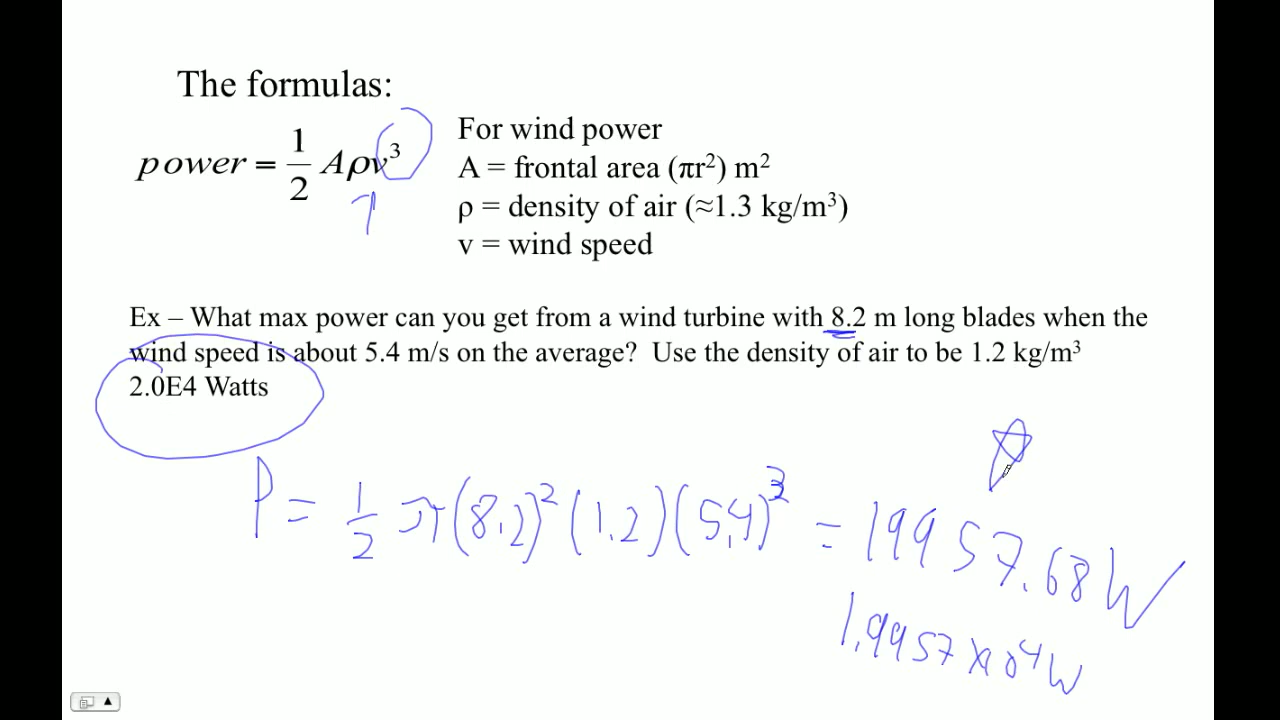 The formulas:
power = 1/2 Aρv³
For wind power
A = frontal area (πr²) m²
ρ = density of air (≈1.3 kg/m³)
v = wind speed
Ex – What max power can you get from a wind turbine with 8.2 m long blades when the
wind speed is about 5.4 m/s on the average? Use the density of air to be 1.2 kg/m³
2.0E4 Watts
P = 1/2 π(8.2)²(1.2)(5.4)³ = 19957.68 W
1.9957 x10⁴ W